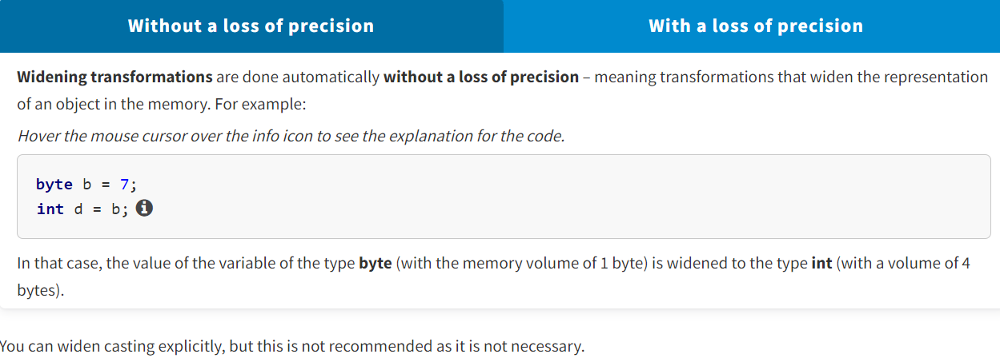 Without a loss of precision
With a loss of precision
Widening transformations are done automatically without a loss of precision – meaning transformations that widen the representation
of an object in the memory. For example:
Hover the mouse cursor over the info icon to see the explanation for the code.
byte b = 7;
int d = b;
In that case, the value of the variable of the type byte (with the memory volume of 1 byte) is widened to the type int (with a volume of 4
bytes).
You can widen casting explicitly, but this is not recommended as it is not necessary.